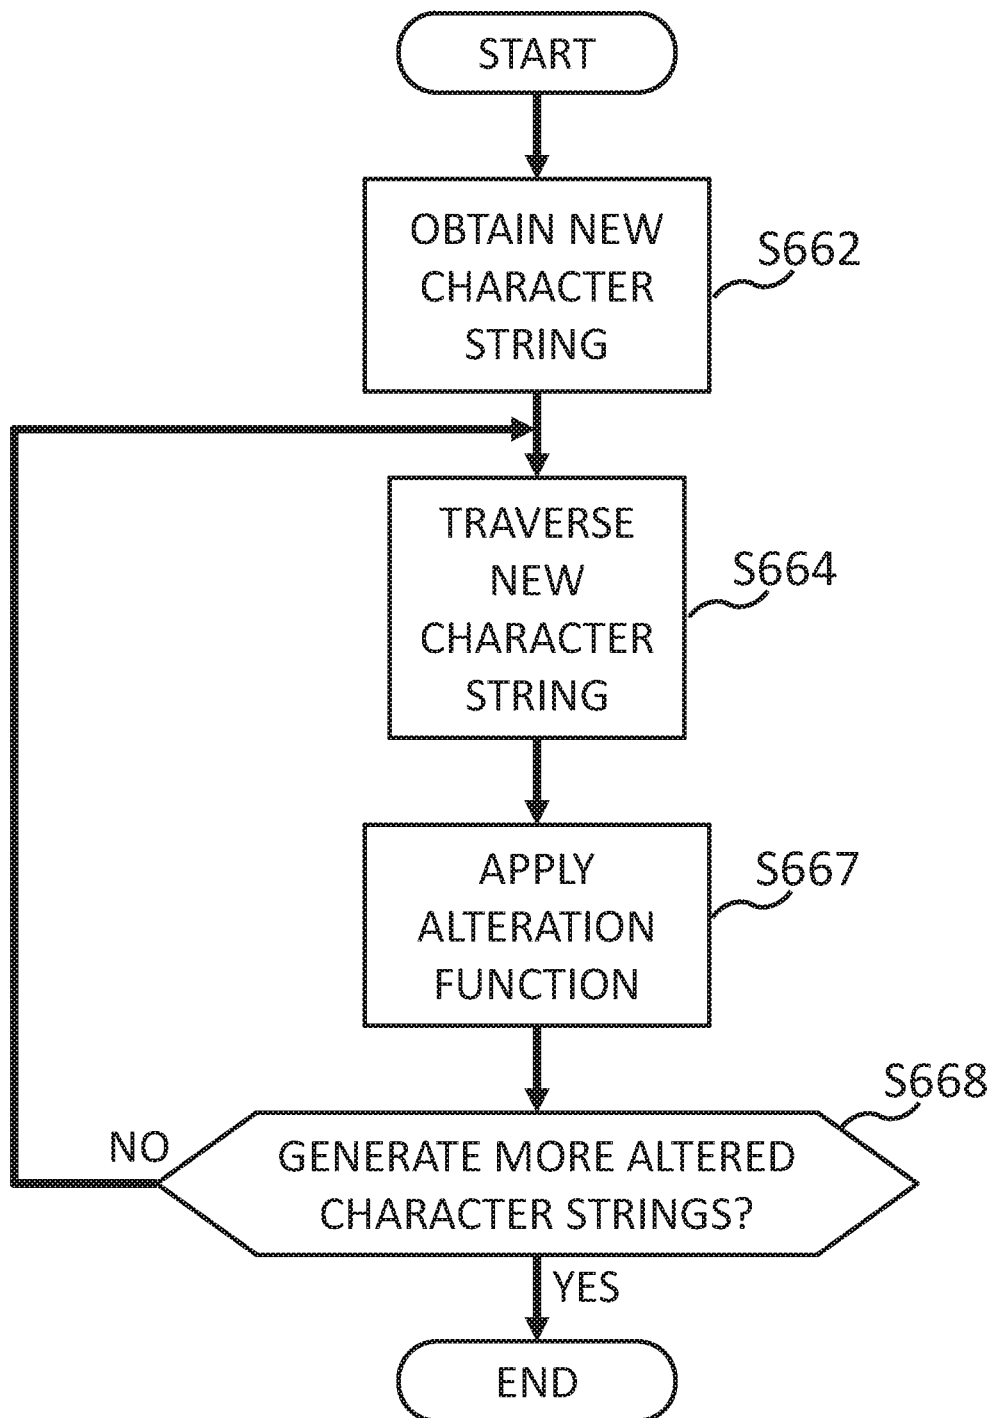 START
OBTAIN NEW
CHARACTER
STRING
S662
TRAVERSE
NEW
CHARACTER
STRING
S664
APPLY
ALTERATION
FUNCTION
S667
S668
NO
GENERATE MORE ALTERED
CHARACTER STRINGS?
YES
END